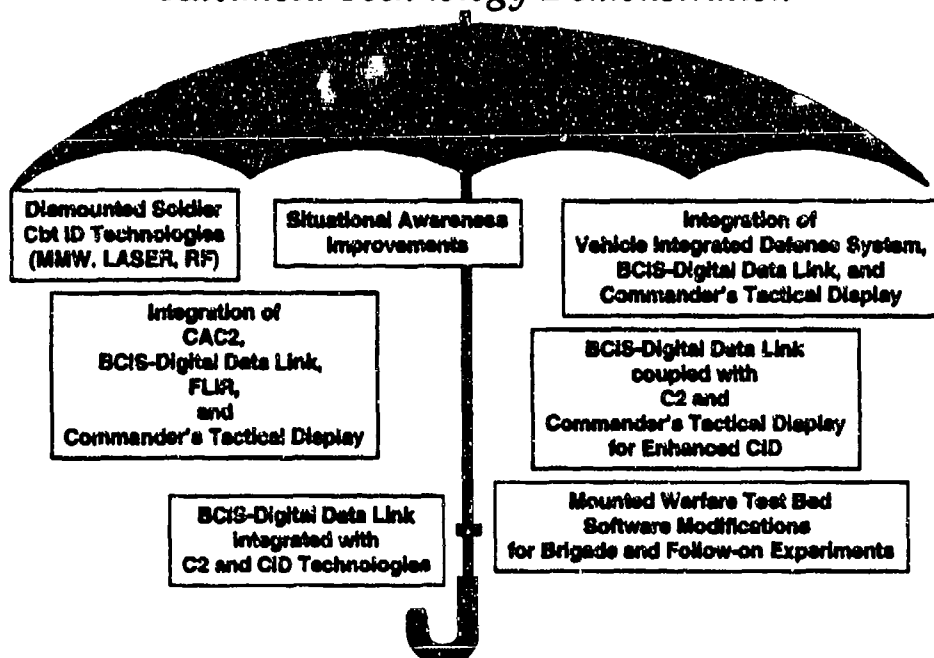 Technology Demonstration
Dismounted Soldier
Cbt ID Technologies
(MMW, LASER, RF)
Situational Awareness
Improvements
Integration of
Vehicle Integrated Defense System,
BCIS-Digital Data Link, and
Commander's Tactical Display
Integration of
CAC2,
BCIS-Digital Data Link,
FLIR,
and
Commander's Tactical Display
BCIS-Digital Data Link
coupled with
C2 and
Commander's Tactical Display
for Enhanced CID
BCIS-Digital Data Link
integrated with
C2 and CID Technologies
Mounted Warfare Test Bed
Software Modifications
for Brigade and Follow-on Experiments